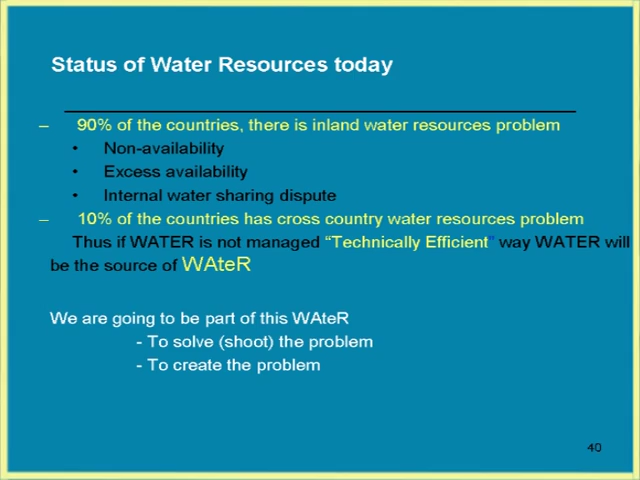 Status of Water Resources today
– 90% of the countries, there is inland water resources problem
• Non-availability
• Excess availability
• Internal water sharing dispute
– 10% of the countries has cross country water resources problem
Thus if WATER is not managed “Technically Efficient” way WATER will
be the source of WAteR
We are going to be part of this WAteR
- To solve (shoot) the problem
- To create the problem
40